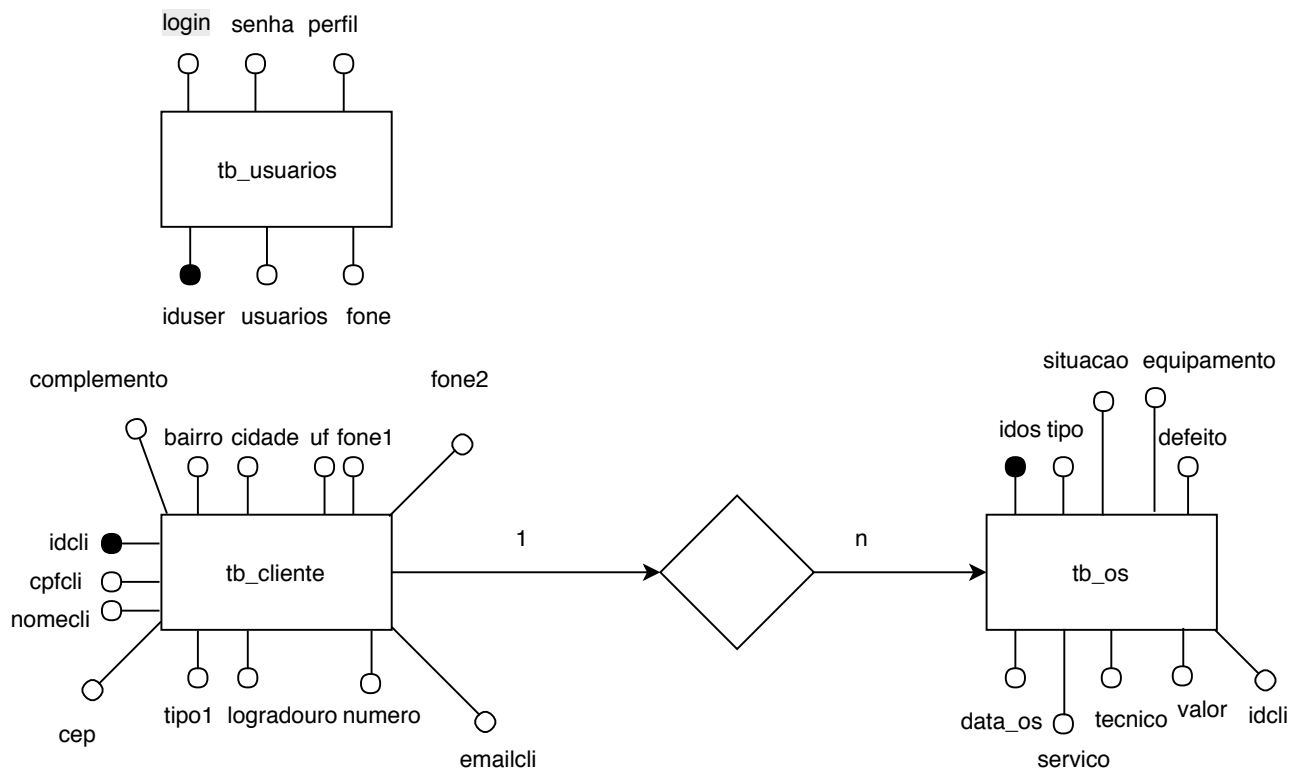 login senha perfil
tb_usuarios
iduser usuarios fone
complemento
fone2
bairro cidade uf fone1
idcli
cpfcli
nomecli
tb_cliente
cep
tipo1 logradouro numero
emailcli
1
n
situacao equipamento
idos tipo
defeito
tb_os
data_os
servico
tecnico
valor
idcli